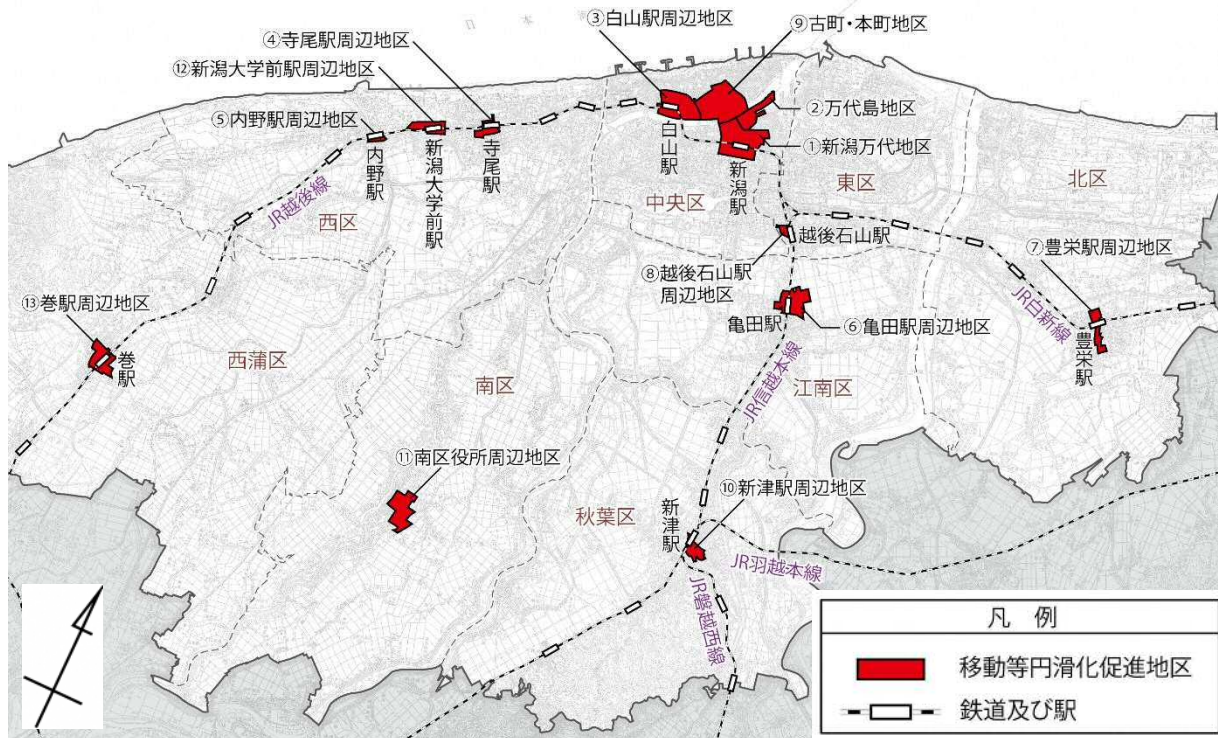 日 本 海
③白山駅周辺地区
⑨古町・本町地区
④寺尾駅周辺地区
⑫新潟大学前駅周辺地区
②万代島地区
⑤内野駅周辺地区
①新潟万代地区
内野駅
新潟大学前駅
寺尾駅
白山駅
新潟駅
JR越後線
西区
中央区
東区
北区
越後石山駅
⑧越後石山駅
周辺地区
⑦豊栄駅周辺地区
JR白新線
豊栄駅
亀田駅
⑥亀田駅周辺地区
⑬巻駅周辺地区
巻駅
西蒲区
南区
JR信越本線
江南区
⑪南区役所周辺地区
秋葉区
新津駅
⑩新津駅周辺地区
JR羽越本線
JR磐越西線
凡 例
移動等円滑化促進地区
鉄道及び駅